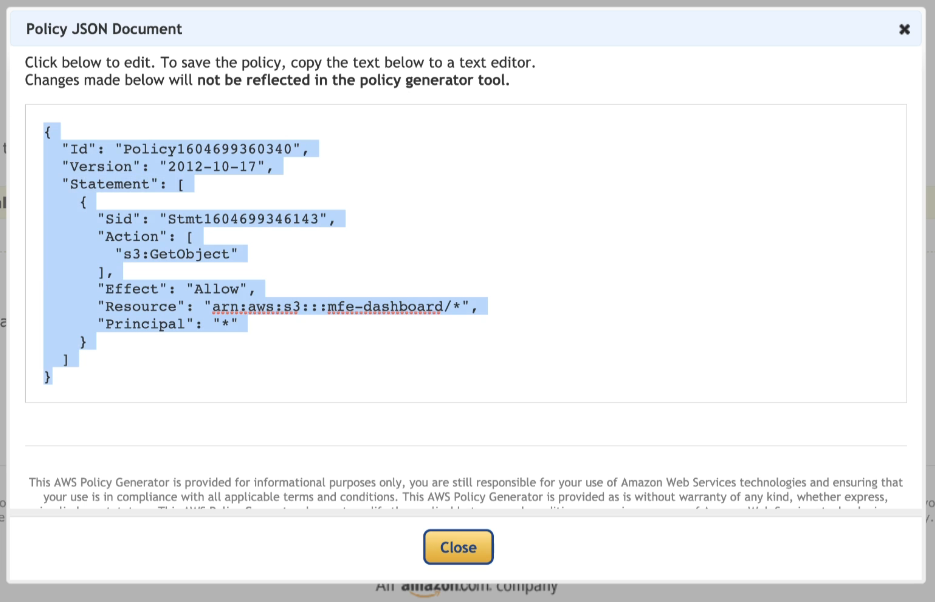 Policy JSON Document
Click below to edit. To save the policy, copy the text below to a text editor.
Changes made below will not be reflected in the policy generator tool.
{
  "Id": "Policy1604699360340",
  "Version": "2012-10-17",
  "Statement": [
    {
      "Sid": "Stmt1604699346143",
      "Action": [
        "s3:GetObject"
      ],
      "Effect": "Allow",
      "Resource": "arn:aws:s3:::mfe-dashboard/*",
      "Principal": "*"
    }
  ]
}
This AWS Policy Generator is provided for informational purposes only, you are still responsible for your use of Amazon Web Services technologies and ensuring that
your use is in compliance with all applicable terms and conditions. This AWS Policy Generator is provided as is without warranty of any kind, whether express,
Close
An amazon.com. company